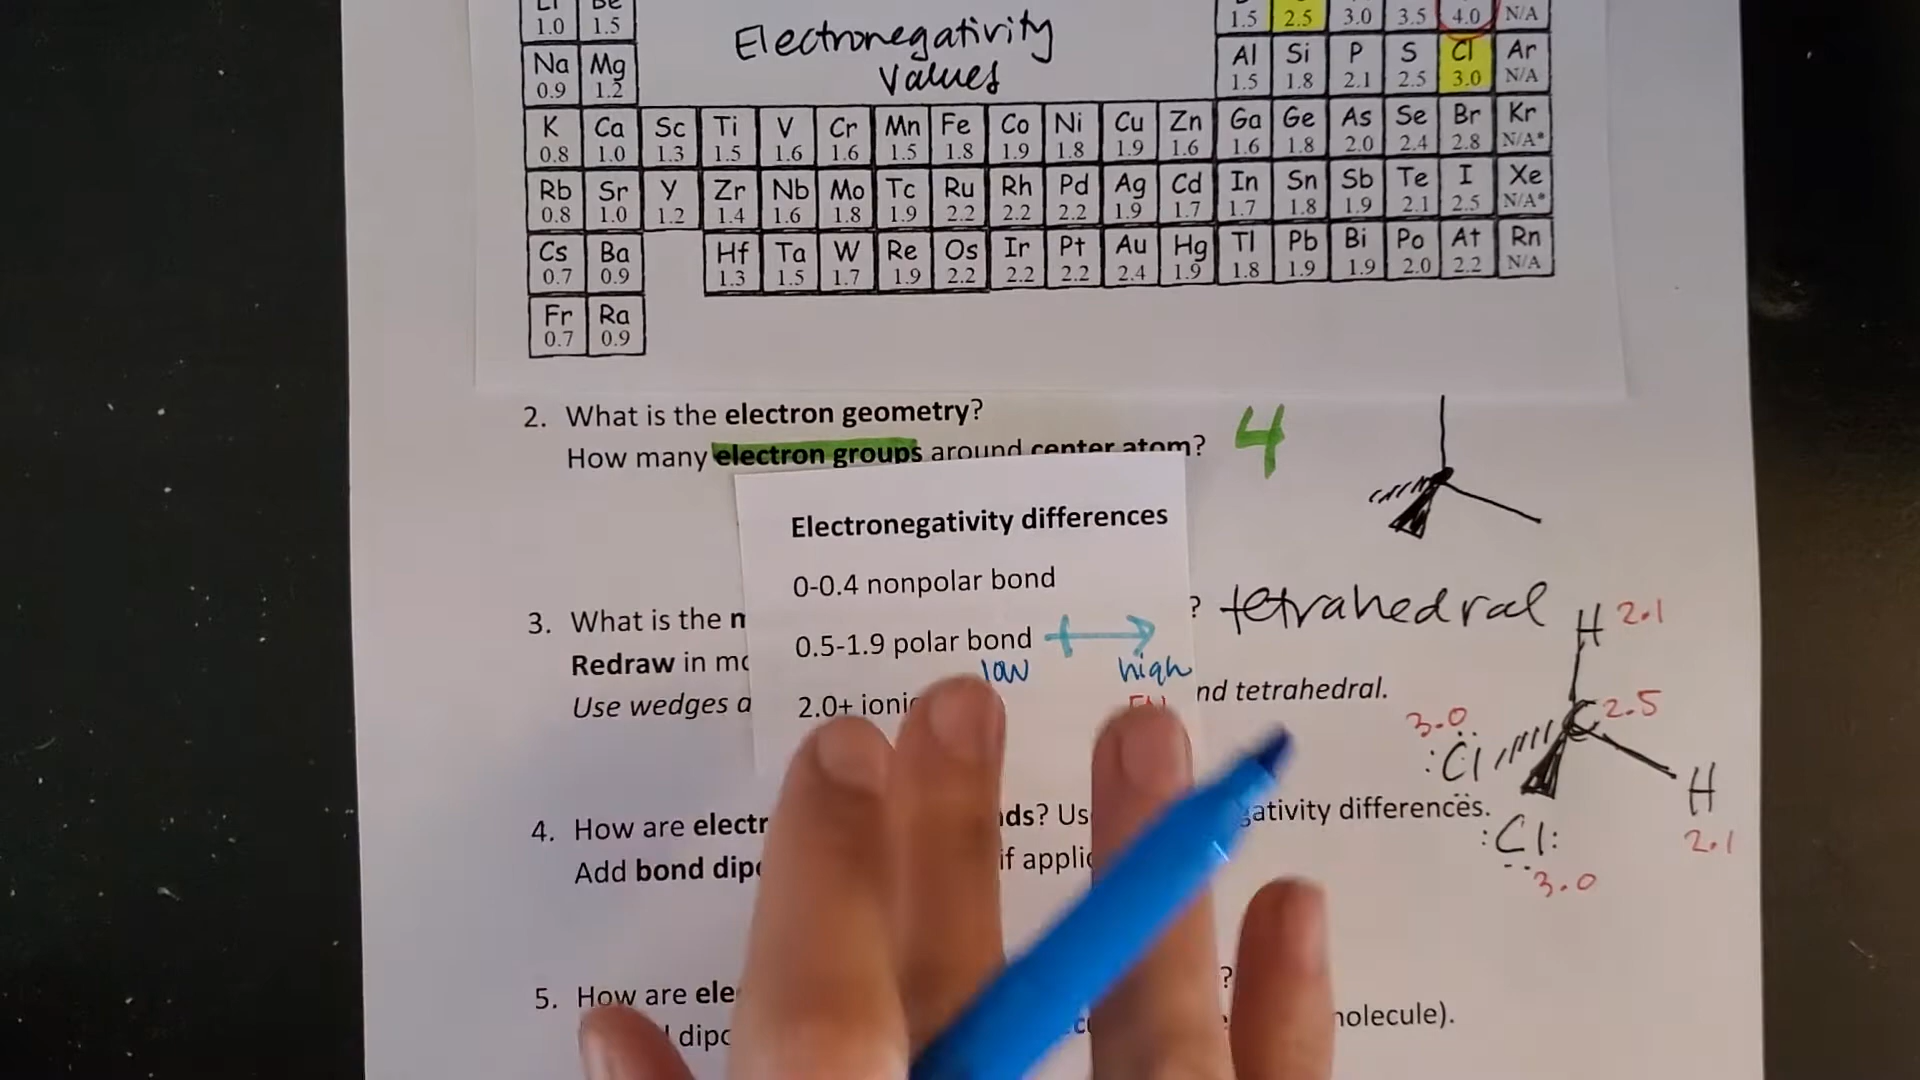 Li Be
1.0 1.5 1.5 2.5 3.0 3.5 4.0 N/A
Electronegativity
Values
Na Mg Al Si P S Cl Ar
0.9 1.2 1.5 1.8 2.1 2.5 3.0 N/A
K Ca Sc Ti V Cr Mn Fe Co Ni Cu Zn Ga Ge As Se Br Kr
0.8 1.0 1.3 1.5 1.6 1.6 1.5 1.8 1.9 1.8 1.9 1.6 1.6 1.8 2.0 2.4 2.8 N/A*
Rb Sr Y Zr Nb Mo Tc Ru Rh Pd Ag Cd In Sn Sb Te I Xe
0.8 1.0 1.2 1.4 1.6 1.8 1.9 2.2 2.2 2.2 1.9 1.7 1.7 1.8 1.9 2.1 2.5 N/A*
Cs Ba Hf Ta W Re Os Ir Pt Au Hg Tl Pb Bi Po At Rn
0.7 0.9 1.3 1.5 1.7 1.9 2.2 2.2 2.2 2.4 1.9 1.8 1.9 1.9 2.0 2.2 N/A
Fr Ra
0.7 0.9
2. What is the electron geometry?
How many electron groups around center atom? 4
Electronegativity differences
0-0.4 nonpolar bond
0.5-1.9 polar bond
low high
2.0+ ionic
3. What is the ? tetrahedral
Redraw in
Use wedges nd tetrahedral.
H 2.1
C 2.5
3.0
:Cl
H
2.1
:Cl:
3.0
4. How are ds? Us gativity differences.
Add bond if
5. How are ?
molecule).